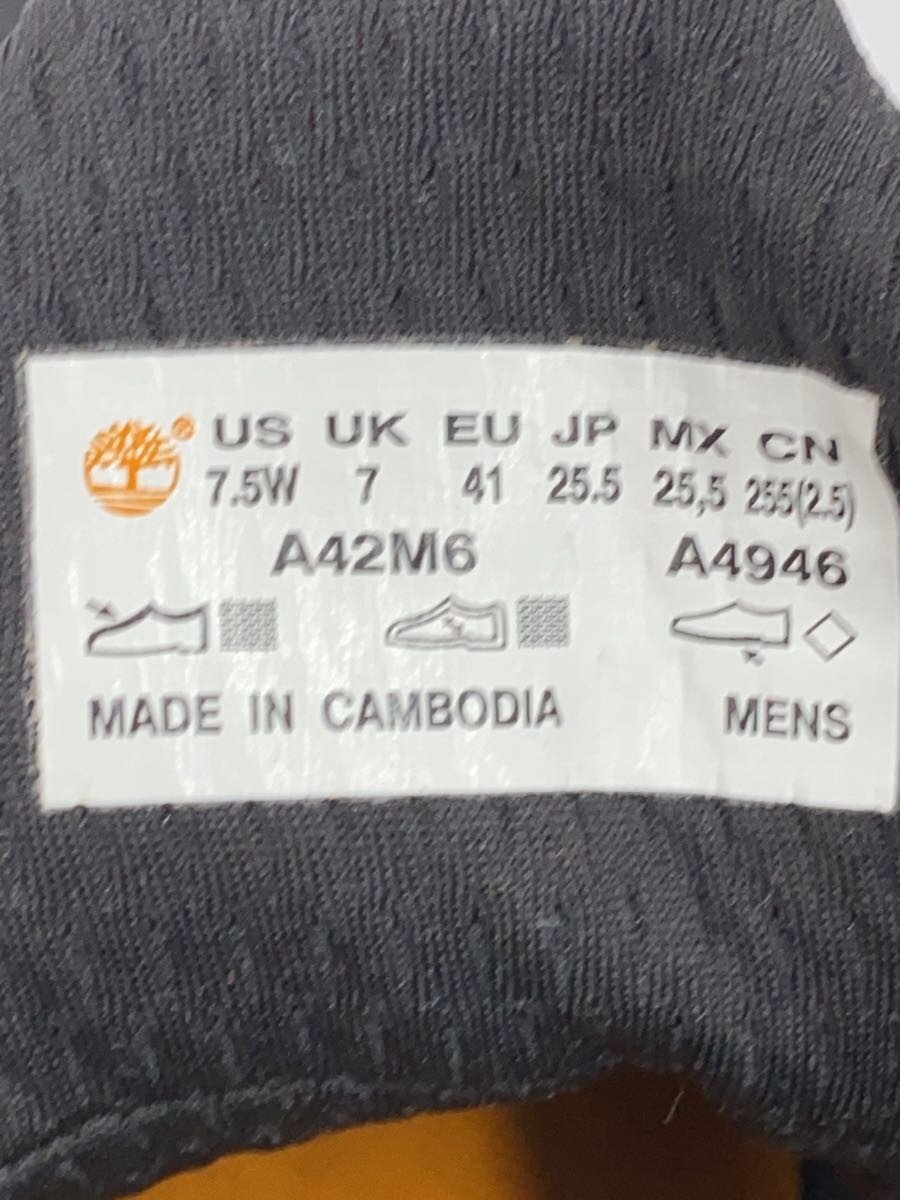 ® US UK EU JP MX CN
7.5W 7 41 25.5 25,5 255(2.5)
A42M6 A4946
MADE IN CAMBODIA MENS